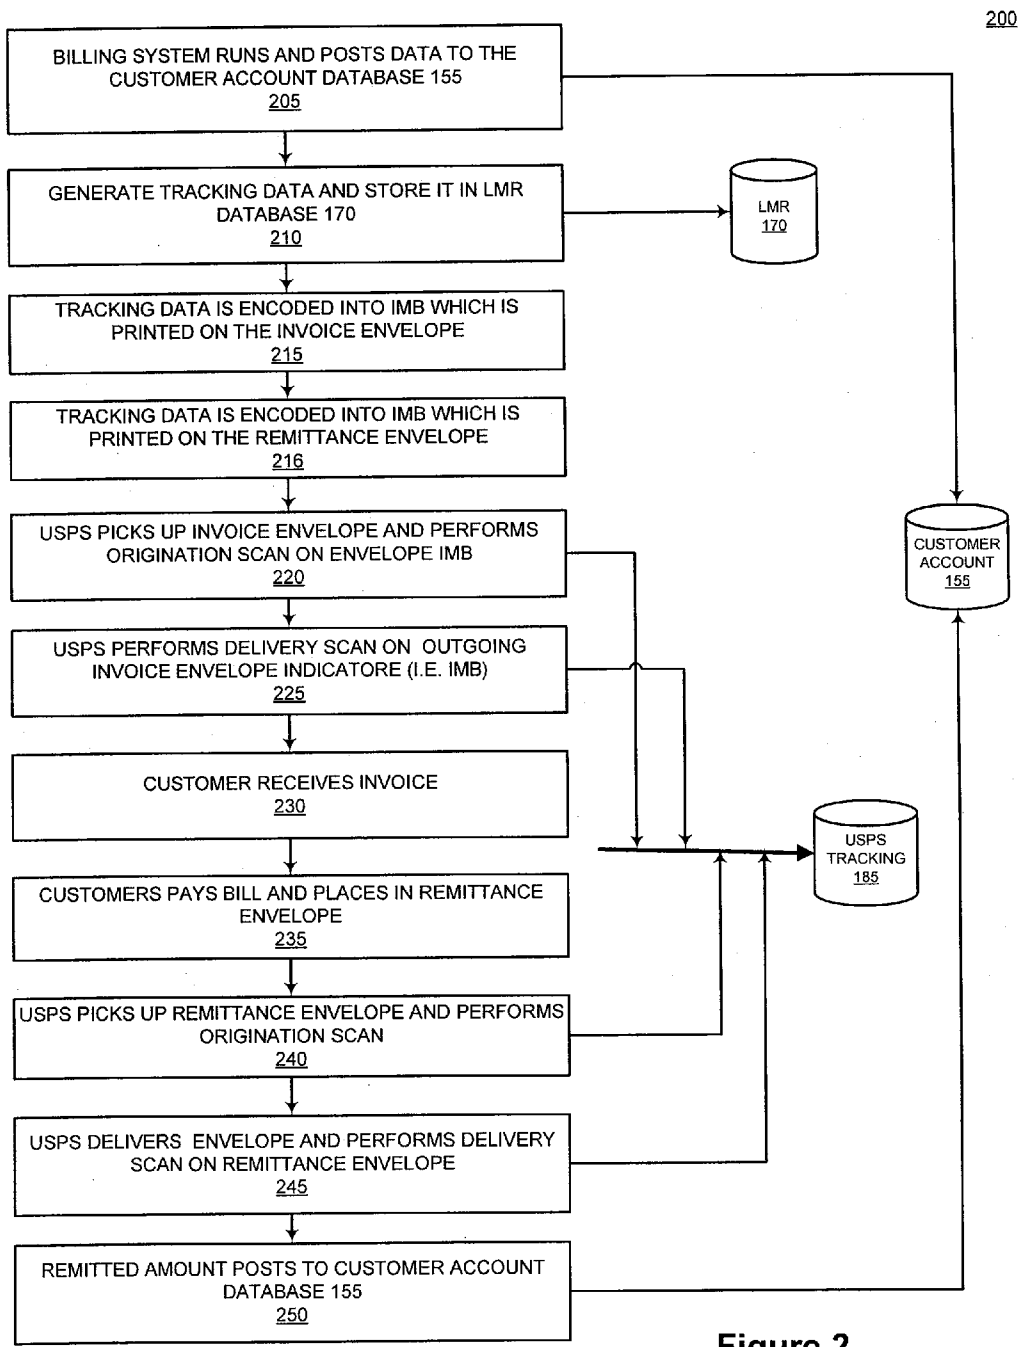 200
BILLING SYSTEM RUNS AND POSTS DATA TO THE
CUSTOMER ACCOUNT DATABASE 155
205
GENERATE TRACKING DATA AND STORE IT IN LMR
DATABASE 170
210
LMR
170
TRACKING DATA IS ENCODED INTO IMB WHICH IS
PRINTED ON THE INVOICE ENVELOPE
215
TRACKING DATA IS ENCODED INTO IMB WHICH IS
PRINTED ON THE REMITTANCE ENVELOPE
216
USPS PICKS UP INVOICE ENVELOPE AND PERFORMS
ORIGINATION SCAN ON ENVELOPE IMB
220
CUSTOMER
ACCOUNT
155
USPS PERFORMS DELIVERY SCAN ON OUTGOING
INVOICE ENVELOPE INDICATORE (I.E. IMB)
225
CUSTOMER RECEIVES INVOICE
230
USPS
TRACKING
185
CUSTOMERS PAYS BILL AND PLACES IN REMITTANCE
ENVELOPE
235
USPS PICKS UP REMITTANCE ENVELOPE AND PERFORMS
ORIGINATION SCAN
240
USPS DELIVERS ENVELOPE AND PERFORMS DELIVERY
SCAN ON REMITTANCE ENVELOPE
245
REMITTED AMOUNT POSTS TO CUSTOMER ACCOUNT
DATABASE 155
250
Figure 2